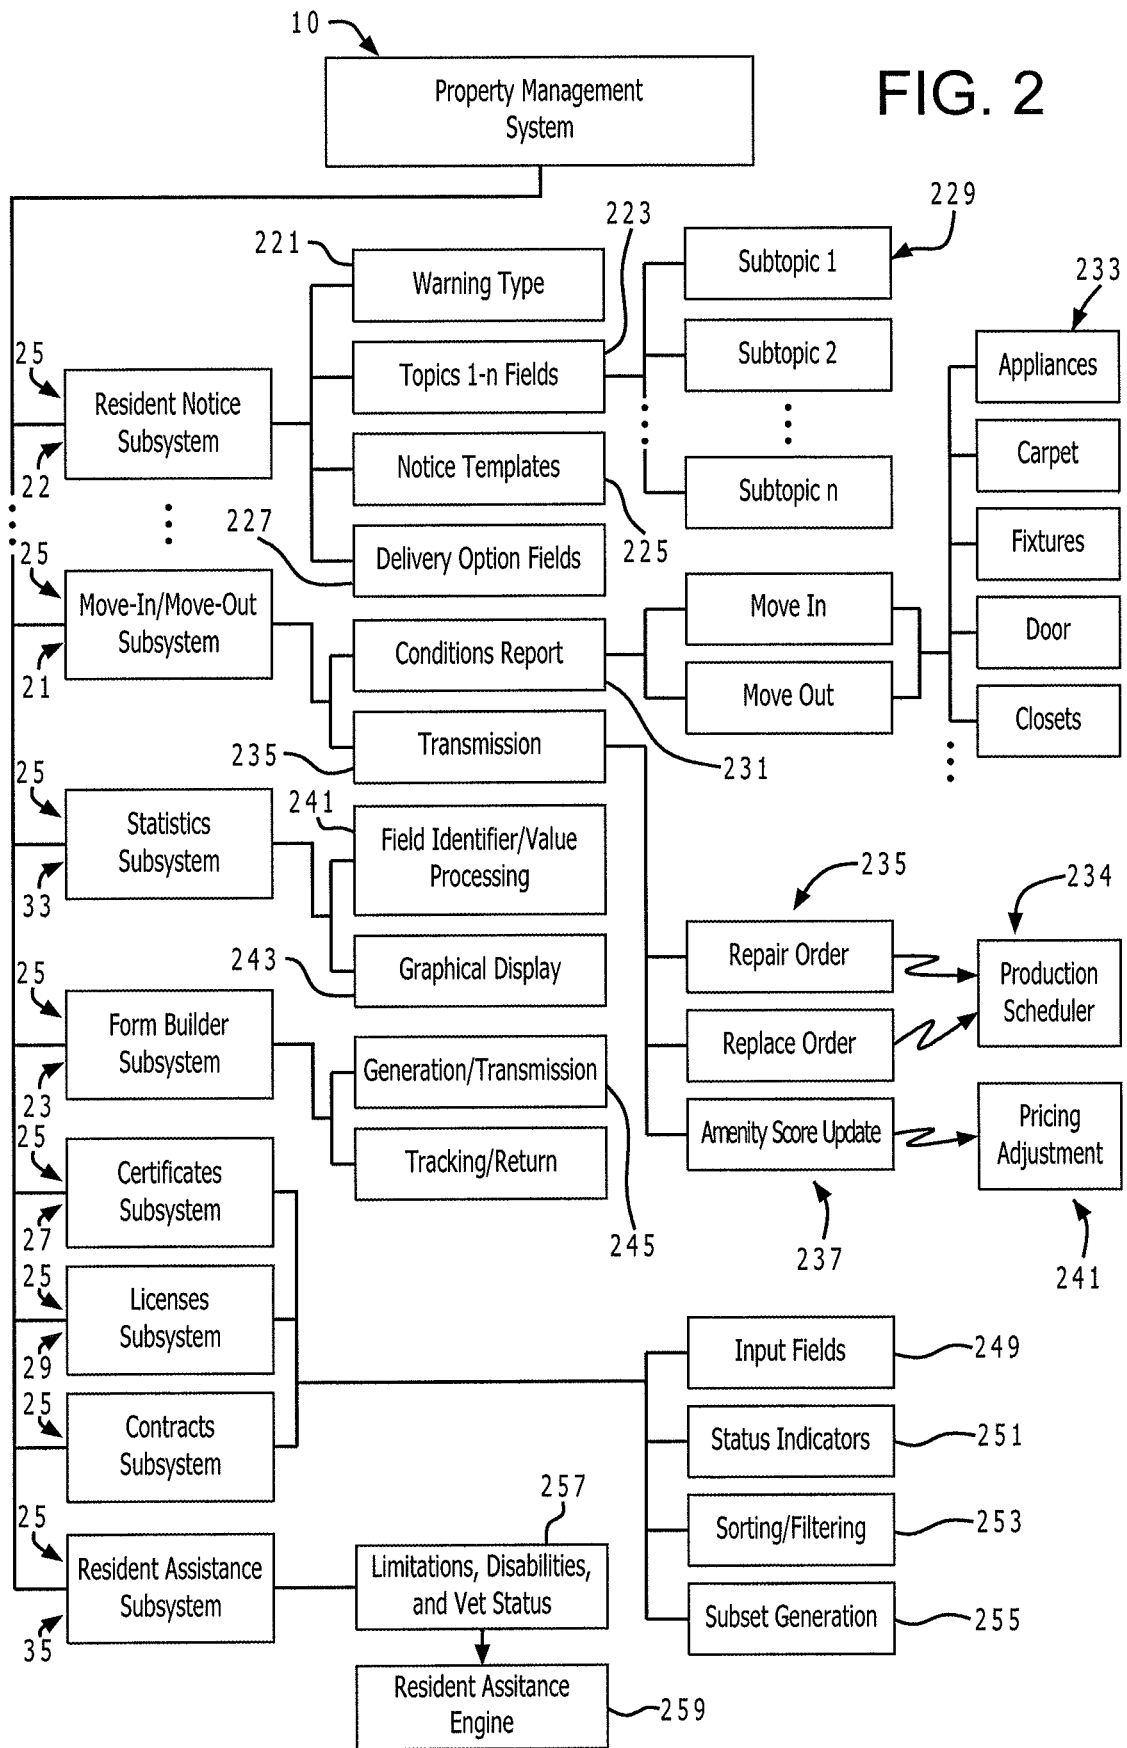 10
Property Management
System
FIG. 2
221
Warning Type
223
Topics 1-n Fields
Notice Templates
225
227
Delivery Option Fields
Subtopic 1
229
Subtopic 2
Subtopic n
233
Appliances
Carpet
Fixtures
Door
Closets
25
Resident Notice
Subsystem
22
25
Move-In/Move-Out
Subsystem
21
Conditions Report
231
Transmission
235
Move In
Move Out
25
Statistics
Subsystem
33
241
Field Identifier/Value
Processing
243
Graphical Display
235
Repair Order
Replace Order
Amenity Score Update
237
234
Production
Scheduler
Pricing
Adjustment
241
25
Form Builder
Subsystem
23
Generation/Transmission
245
Tracking/Return
25
Certificates
Subsystem
27
25
Licenses
Subsystem
29
25
Contracts
Subsystem
Input Fields
249
Status Indicators
251
Sorting/Filtering
253
Subset Generation
255
25
Resident Assistance
Subsystem
35
257
Limitations, Disabilities,
and Vet Status
Resident Assitance
Engine
259